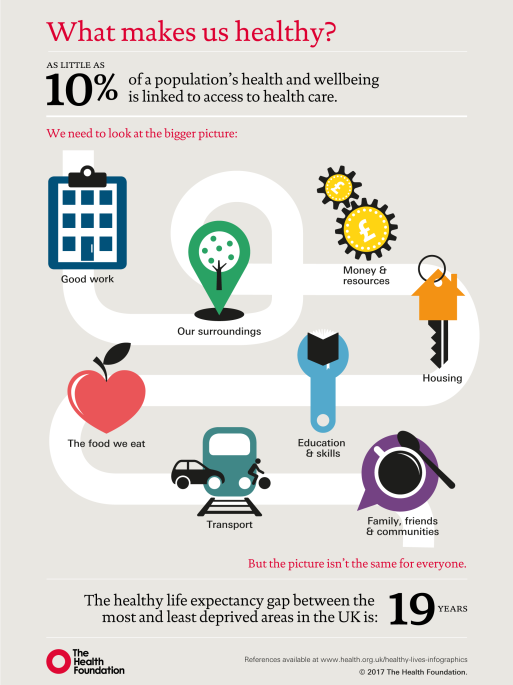 What makes us healthy?
AS LITTLE AS
10% of a population's health and wellbeing
is linked to access to health care.
We need to look at the bigger picture:
Good work
Our surroundings
£
£
Money &
resources
Housing
The food we eat
Education
& skills
Transport
Family, friends
& communities
But the picture isn't the same for everyone.
The healthy life expectancy gap between the
most and least deprived areas in the UK is:
19 YEARS
The
Health
Foundation
References available at www.health.org.uk/healthy-lives-infographics
© 2017 The Health Foundation.